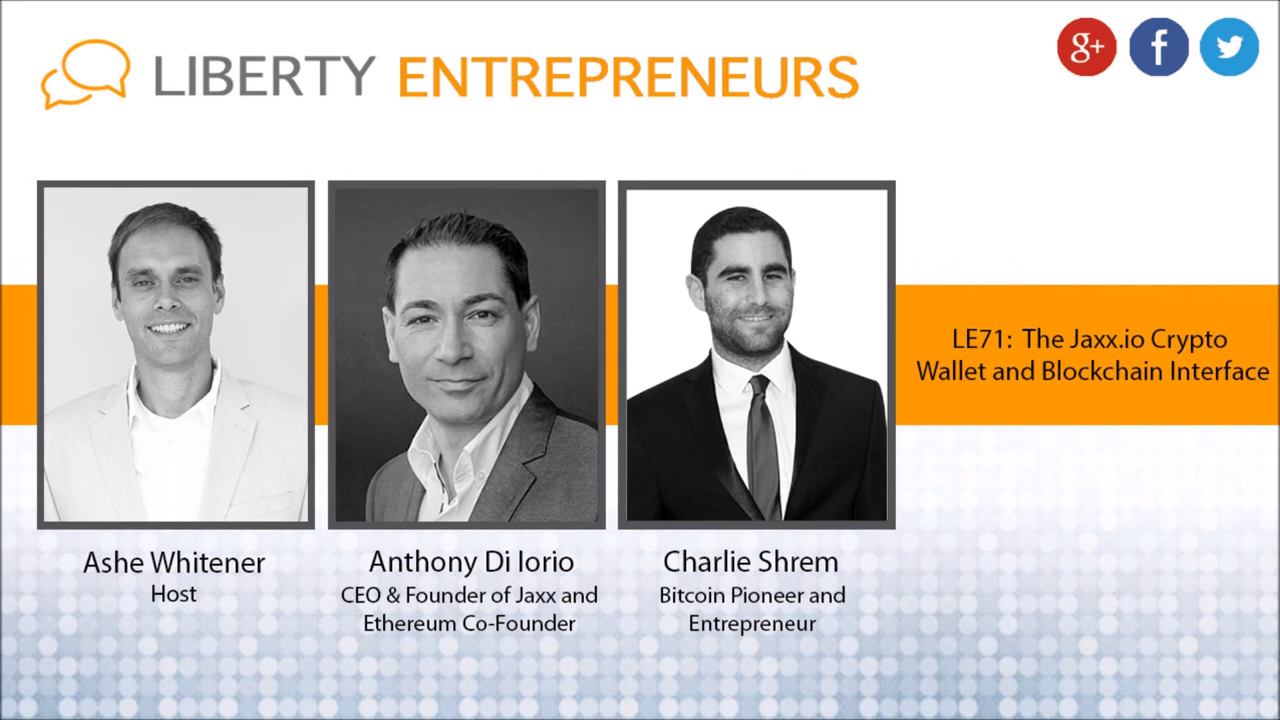 LIBERTY ENTREPRENEURS
g+ f
LE71: The Jaxx.io Crypto
Wallet and Blockchain Interface
Ashe Whitener
Host
Anthony Di Iorio
CEO & Founder of Jaxx and
Ethereum Co-Founder
Charlie Shrem
Bitcoin Pioneer and
Entrepreneur